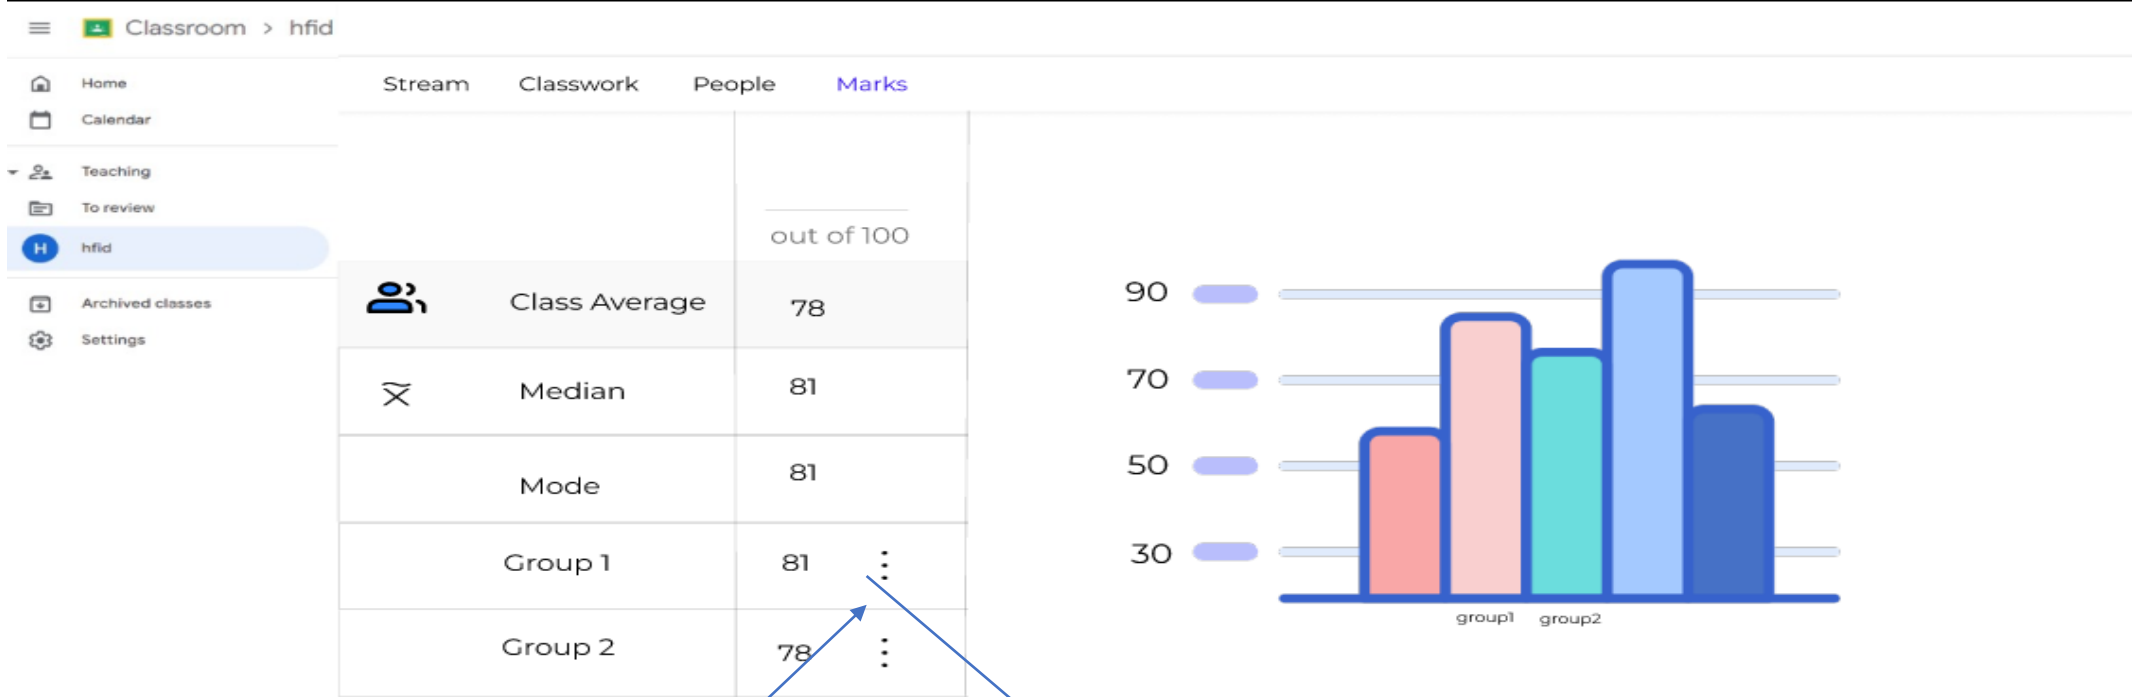 Classroom > hfid
Home
Calendar
Teaching
To review
H hfid
Archived classes
Settings
Stream Classwork People Marks
out of 100
Class Average 78
x̃ Median 81
Mode 81
Group 1 81
Group 2 78
90
70
50
30
group1 group2